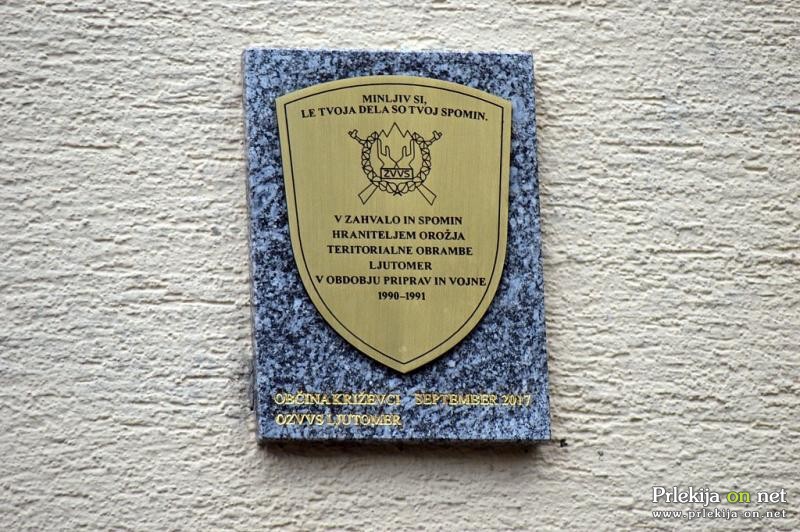 MINLJIV SI,
LE TVOJA DELA SO TVOJ SPOMIN.
ZVVS
V ZAHVALO IN SPOMIN
HRANITELJEM OROŽJA
TERITORIALNE OBRAMBE
LJUTOMER
V OBDOBJU PRIPRAV IN VOJNE
1990–1991
OBČINA KRIŽEVCI SEPTEMBER 2017
OZVVS LJUTOMER
Prlekija on net
www.prlekija-on.net